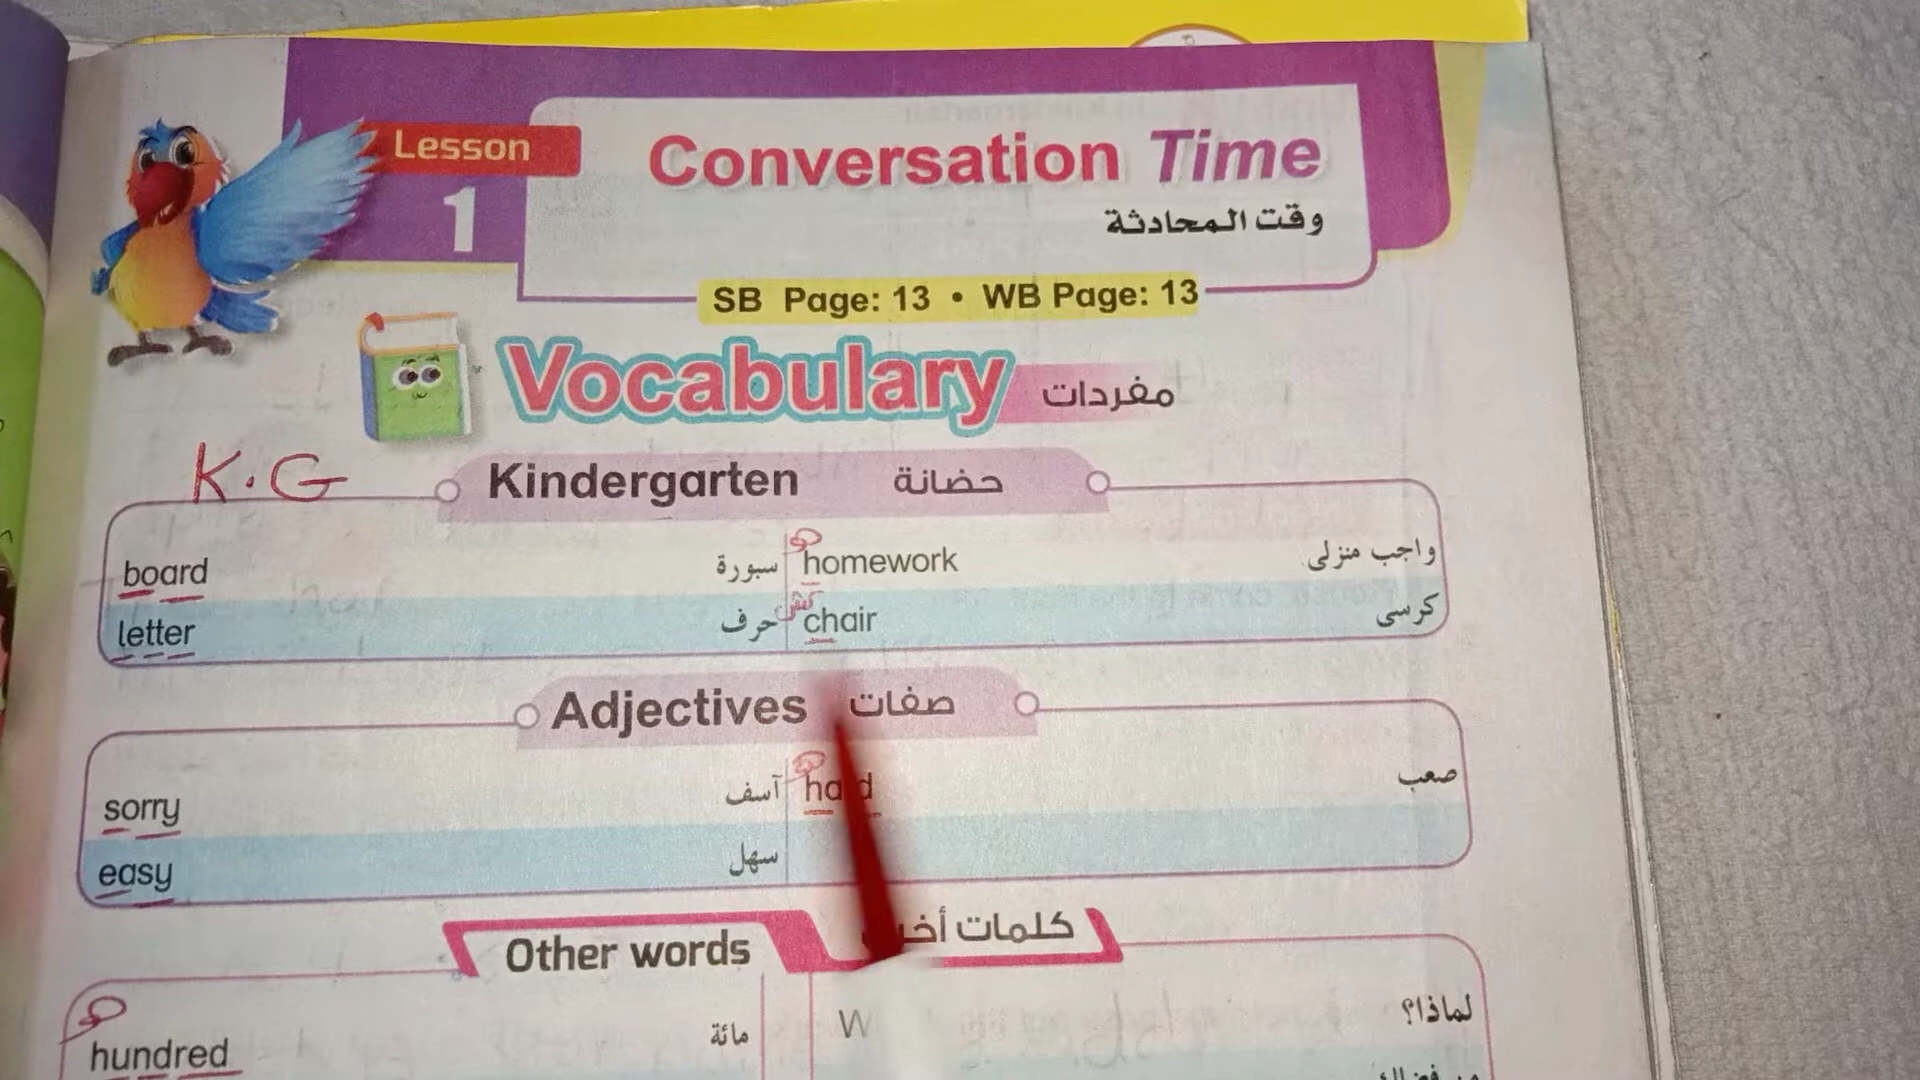 Lesson
1
Conversation Time
وقت المحادثة
SB Page: 13 • WB Page: 13
Vocabulary مفردات
K.G
Kindergarten حضانة
board سبورة homework واجب منزلى
letter حرف chair كرسى
Adjectives صفات
sorry آسف صعب
easy سهل
Other words كلمات
hundred مائة لماذا؟